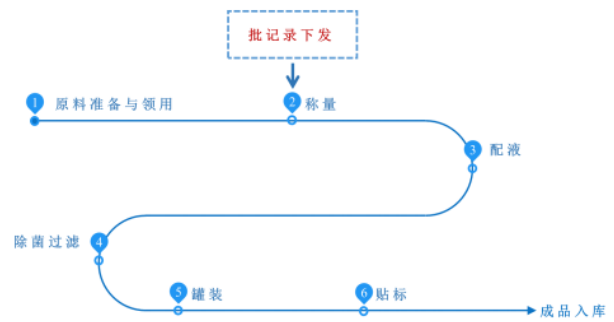 批记录下发
1 原料准备与领用
2 称量
3 配液
4 除菌过滤
5 罐装
6 贴标
成品入库